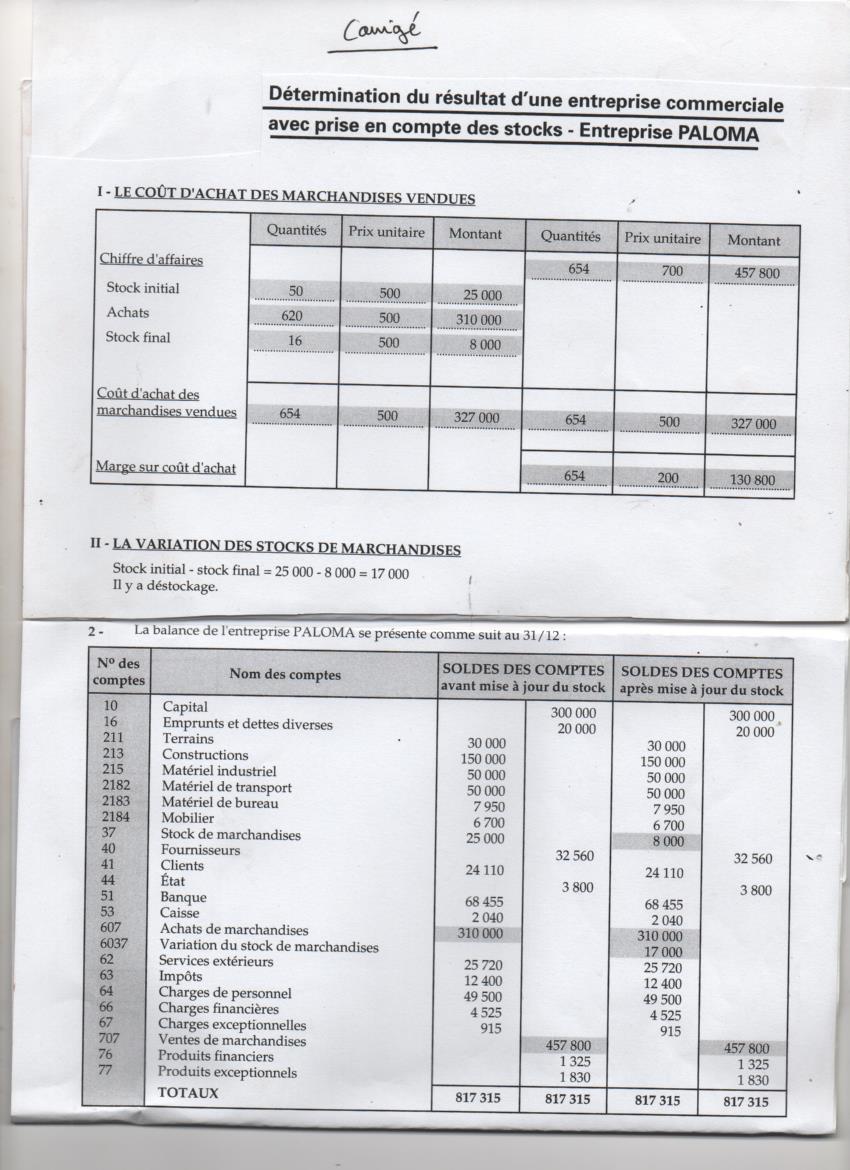 Corrigé
Détermination du résultat d'une entreprise commerciale
avec prise en compte des stocks - Entreprise PALOMA
I - LE COÛT D'ACHAT DES MARCHANDISES VENDUES
Quantités Prix unitaire Montant Quantités Prix unitaire Montant
Chiffre d'affaires 654 700 457 800
Stock initial 50 500 25 000
Achats 620 500 310 000
Stock final 16 500 8 000
Coût d'achat des
marchandises vendues 654 500 327 000 654 500 327 000
Marge sur coût d'achat 654 200 130 800
II - LA VARIATION DES STOCKS DE MARCHANDISES
Stock initial - stock final = 25 000 - 8 000 = 17 000
Il y a déstockage.
2 - La balance de l'entreprise PALOMA se présente comme suit au 31/12 :
Nº des comptes Nom des comptes SOLDES DES COMPTES avant mise à jour du stock SOLDES DES COMPTES après mise à jour du stock
10 Capital 300 000 300 000
16 Emprunts et dettes diverses 20 000 20 000
211 Terrains 30 000 30 000
213 Constructions 150 000 150 000
215 Matériel industriel 50 000 50 000
2182 Matériel de transport 50 000 50 000
2183 Matériel de bureau 7 950 7 950
2184 Mobilier 6 700 6 700
37 Stock de marchandises 25 000 8 000
40 Fournisseurs 32 560 32 560
41 Clients 24 110 24 110
44 État 3 800 3 800
51 Banque 68 455 68 455
53 Caisse 2 040 2 040
607 Achats de marchandises 310 000 310 000
6037 Variation du stock de marchandises 17 000
62 Services extérieurs 25 720 25 720
63 Impôts 12 400 12 400
64 Charges de personnel 49 500 49 500
66 Charges financières 4 525 4 525
67 Charges exceptionnelles 915 915
707 Ventes de marchandises 457 800 457 800
76 Produits financiers 1 325 1 325
77 Produits exceptionnels 1 830 1 830
TOTAUX 817 315 817 315 817 315 817 315